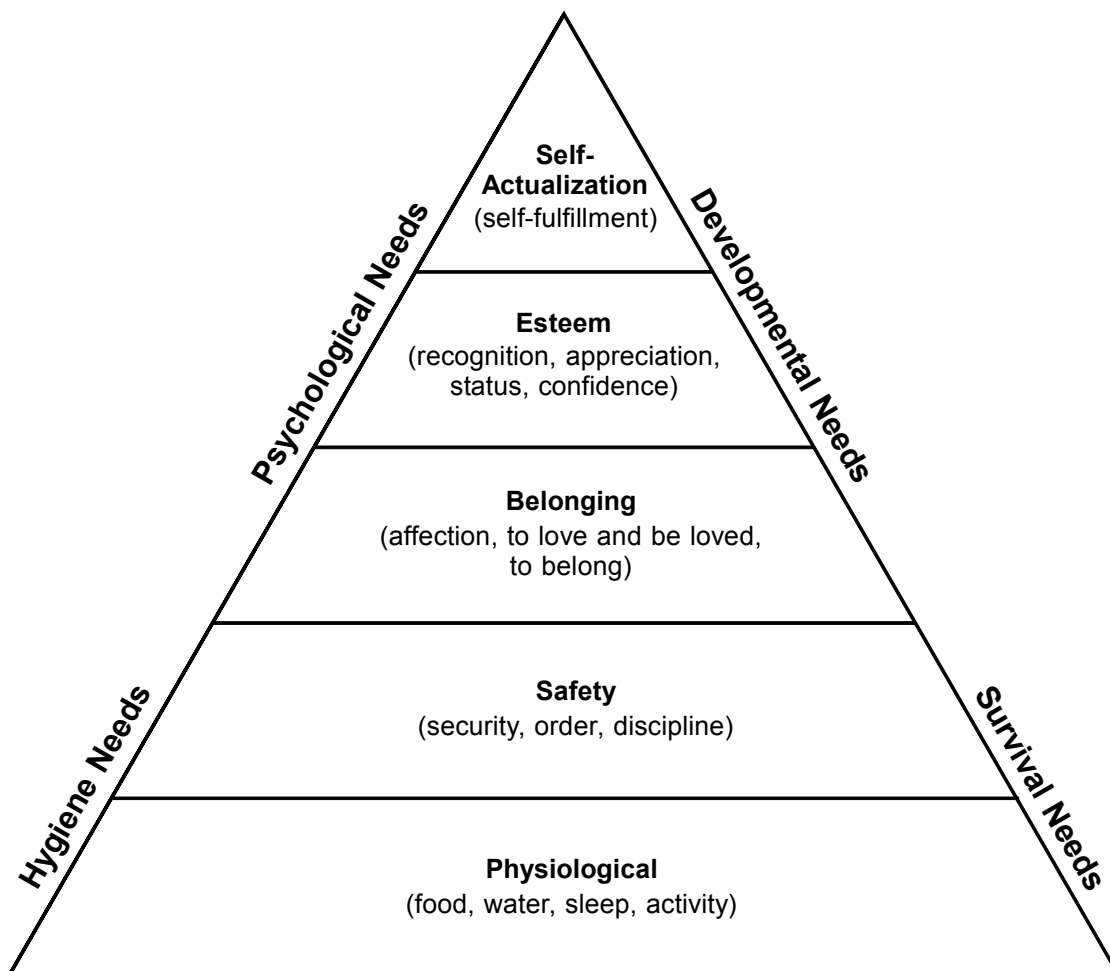 Self-
Actualization
(self-fulfillment)
Psychological Needs
Developmental Needs
Esteem
(recognition, appreciation,
status, confidence)
Belonging
(affection, to love and be loved,
to belong)
Safety
(security, order, discipline)
Hygiene Needs
Survival Needs
Physiological
(food, water, sleep, activity)